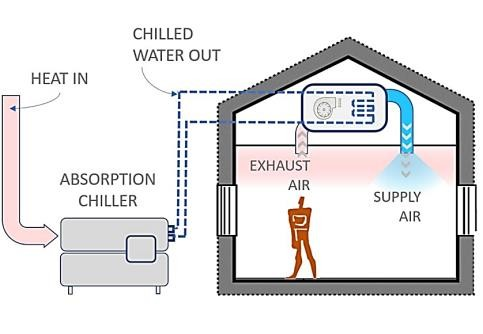 CHILLED
WATER OUT
HEAT IN
ABSORPTION
CHILLER
EXHAUST
AIR
SUPPLY
AIR